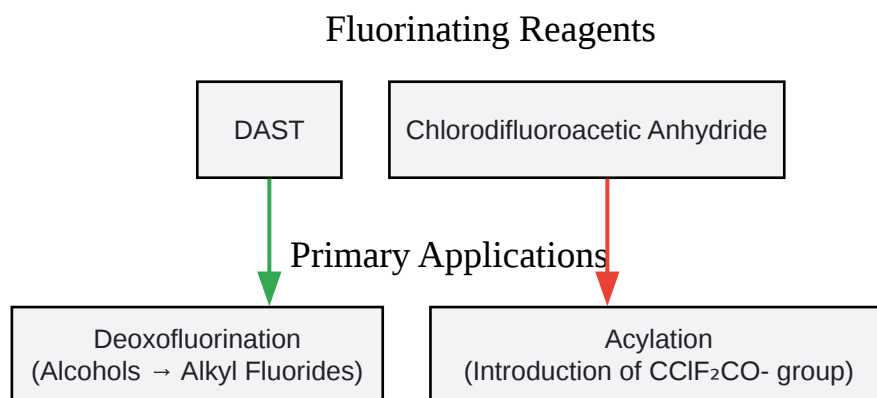 Fluorinating Reagents
DAST
Chlorodifluoroacetic Anhydride
Primary Applications
Deoxofluorination
(Alcohols → Alkyl Fluorides)
Acylation
(Introduction of CClF₂CO- group)